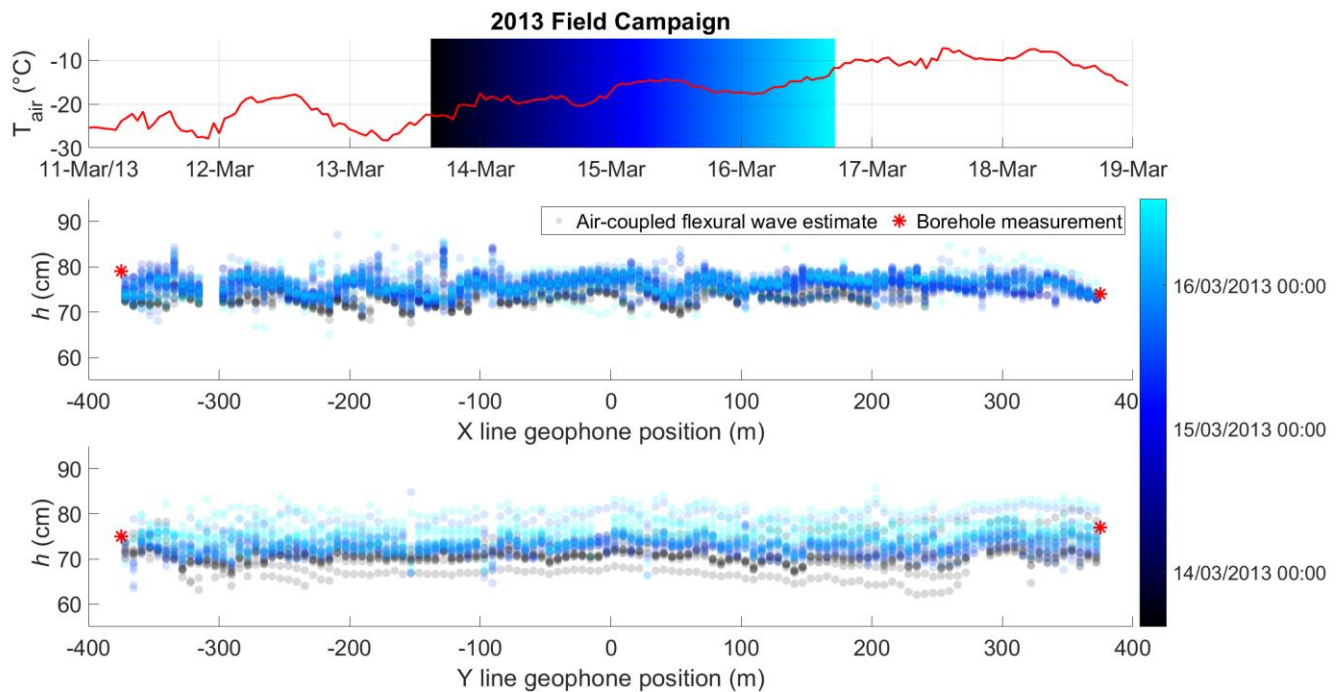 2013 Field Campaign
T_air (°C)
-10
-20
-30
11-Mar/13 12-Mar 13-Mar 14-Mar 15-Mar 16-Mar 17-Mar 18-Mar 19-Mar
Air-coupled flexural wave estimate Borehole measurement
h (cm)
90
80
70
60
-400 -300 -200 -100 0 100 200 300 40
X line geophone position (m)
h (cm)
90
80
70
60
-400 -300 -200 -100 0 100 200 300 400
Y line geophone position (m)
16/03/2013 00:00
15/03/2013 00:00
14/03/2013 00:00